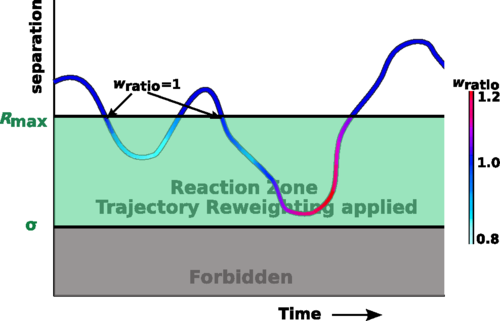 separation
w_ratio=1
R_max
w_ratio
1.2
1.0
0.8
Reaction Zone
Trajectory Reweighting applied
σ
Forbidden
Time